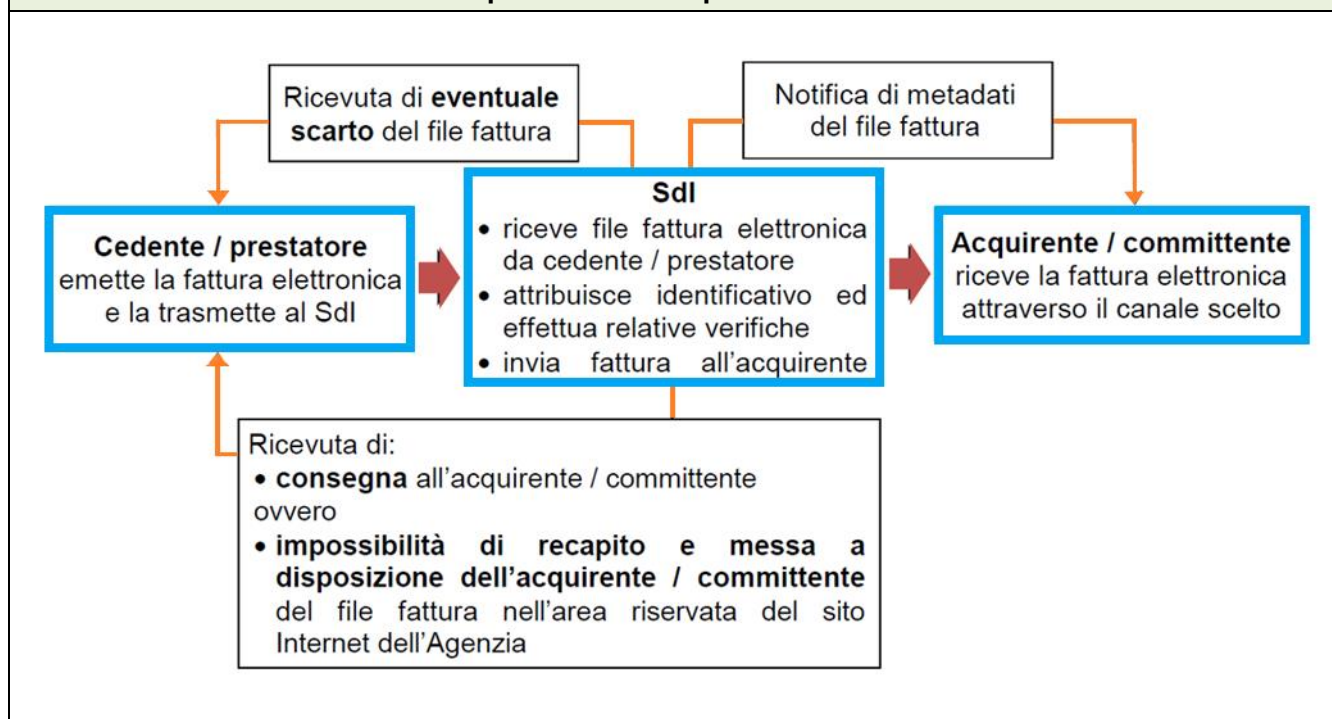 Ricevuta di eventuale
scarto del file fattura
Notifica di metadati
del file fattura
Cedente / prestatore
emette la fattura elettronica
e la trasmette al SdI
SdI
• riceve file fattura elettronica
da cedente / prestatore
• attribuisce identificativo ed
effettua relative verifiche
• invia fattura all'acquirente
Acquirente / committente
riceve la fattura elettronica
attraverso il canale scelto
Ricevuta di:
• consegna all'acquirente / committente
ovvero
• impossibilità di recapito e messa a
disposizione dell'acquirente / committente
del file fattura nell'area riservata del sito
Internet dell'Agenzia